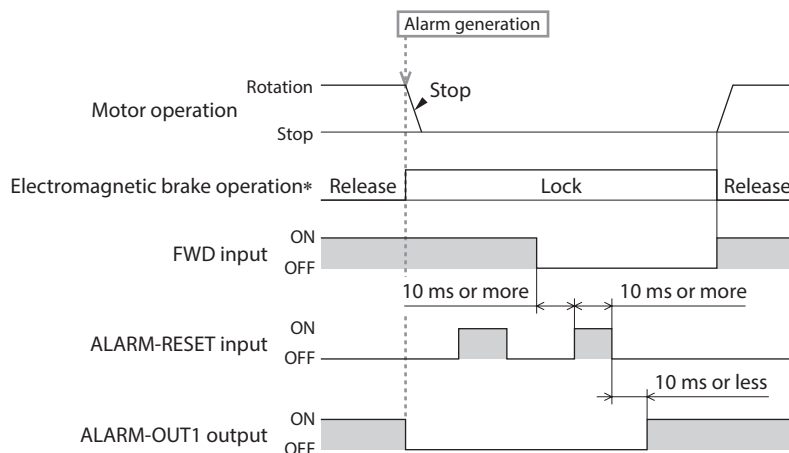 Alarm generation
Rotation
Motor operation
Stop
Stop
Electromagnetic brake operation*
Release
Lock
Release
ON
FWD input
OFF
10 ms or more
10 ms or more
ON
ALARM-RESET input
OFF
10 ms or less
ON
ALARM-OUT1 output
OFF